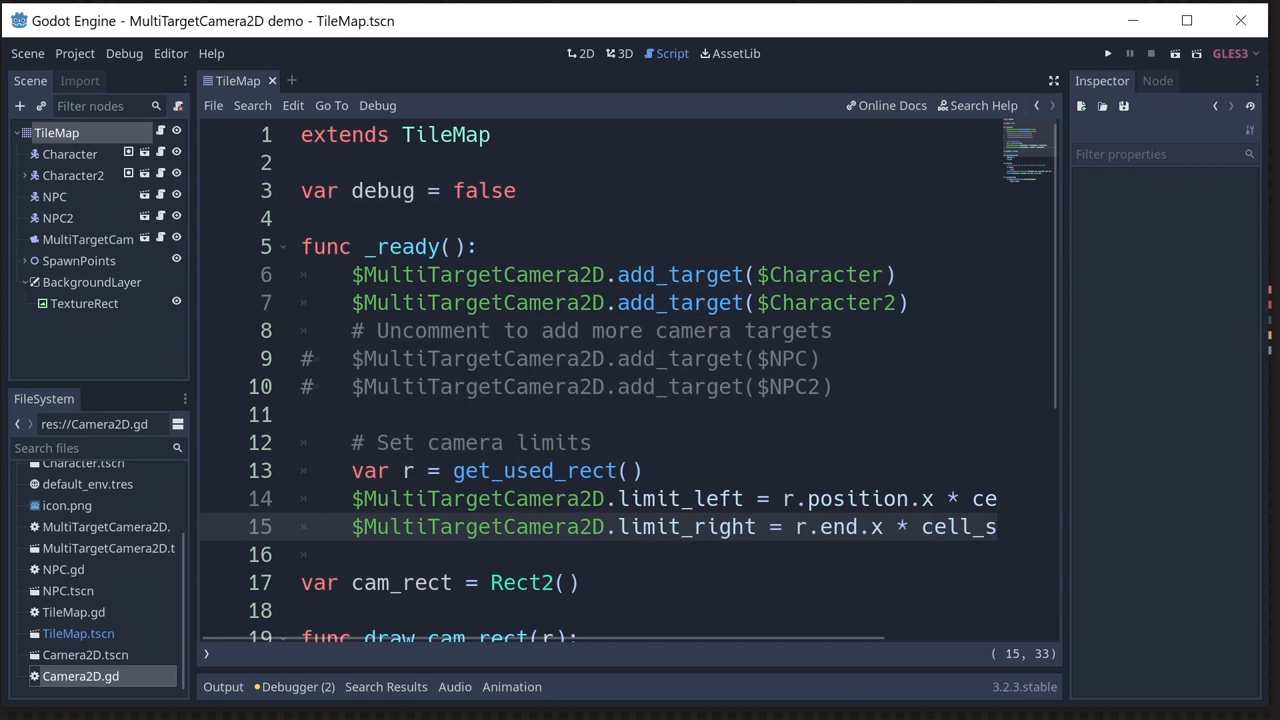 Godot Engine - MultiTargetCamera2D demo - TileMap.tscn
Scene Project Debug Editor Help
2D 3D Script AssetLib
GLES3
Scene Import
Filter nodes
TileMap
Character
Character2
NPC
NPC2
MultiTargetCam
SpawnPoints
BackgroundLayer
TextureRect
FileSystem
res://Camera2D.gd
Search files
Character.tscn
default_env.tres
icon.png
MultiTargetCamera2D.
MultiTargetCamera2D.t
NPC.gd
NPC.tscn
TileMap.gd
TileMap.tscn
Camera2D.tscn
Camera2D.gd
TileMap
File Search Edit Go To Debug
Online Docs Search Help
1 extends TileMap
2
3 var debug = false
4
5 func _ready():
6 $MultiTargetCamera2D.add_target($Character)
7 $MultiTargetCamera2D.add_target($Character2)
8 # Uncomment to add more camera targets
9 # $MultiTargetCamera2D.add_target($NPC)
10 # $MultiTargetCamera2D.add_target($NPC2)
11
12 # Set camera limits
13 var r = get_used_rect()
14 $MultiTargetCamera2D.limit_left = r.position.x * ce
15 $MultiTargetCamera2D.limit_right = r.end.x * cell_s
16
17 var cam_rect = Rect2()
18
19 func draw_cam_rect(r):
( 15, 33)
Output Debugger (2) Search Results Audio Animation
3.2.3.stable
Inspector Node
Filter properties